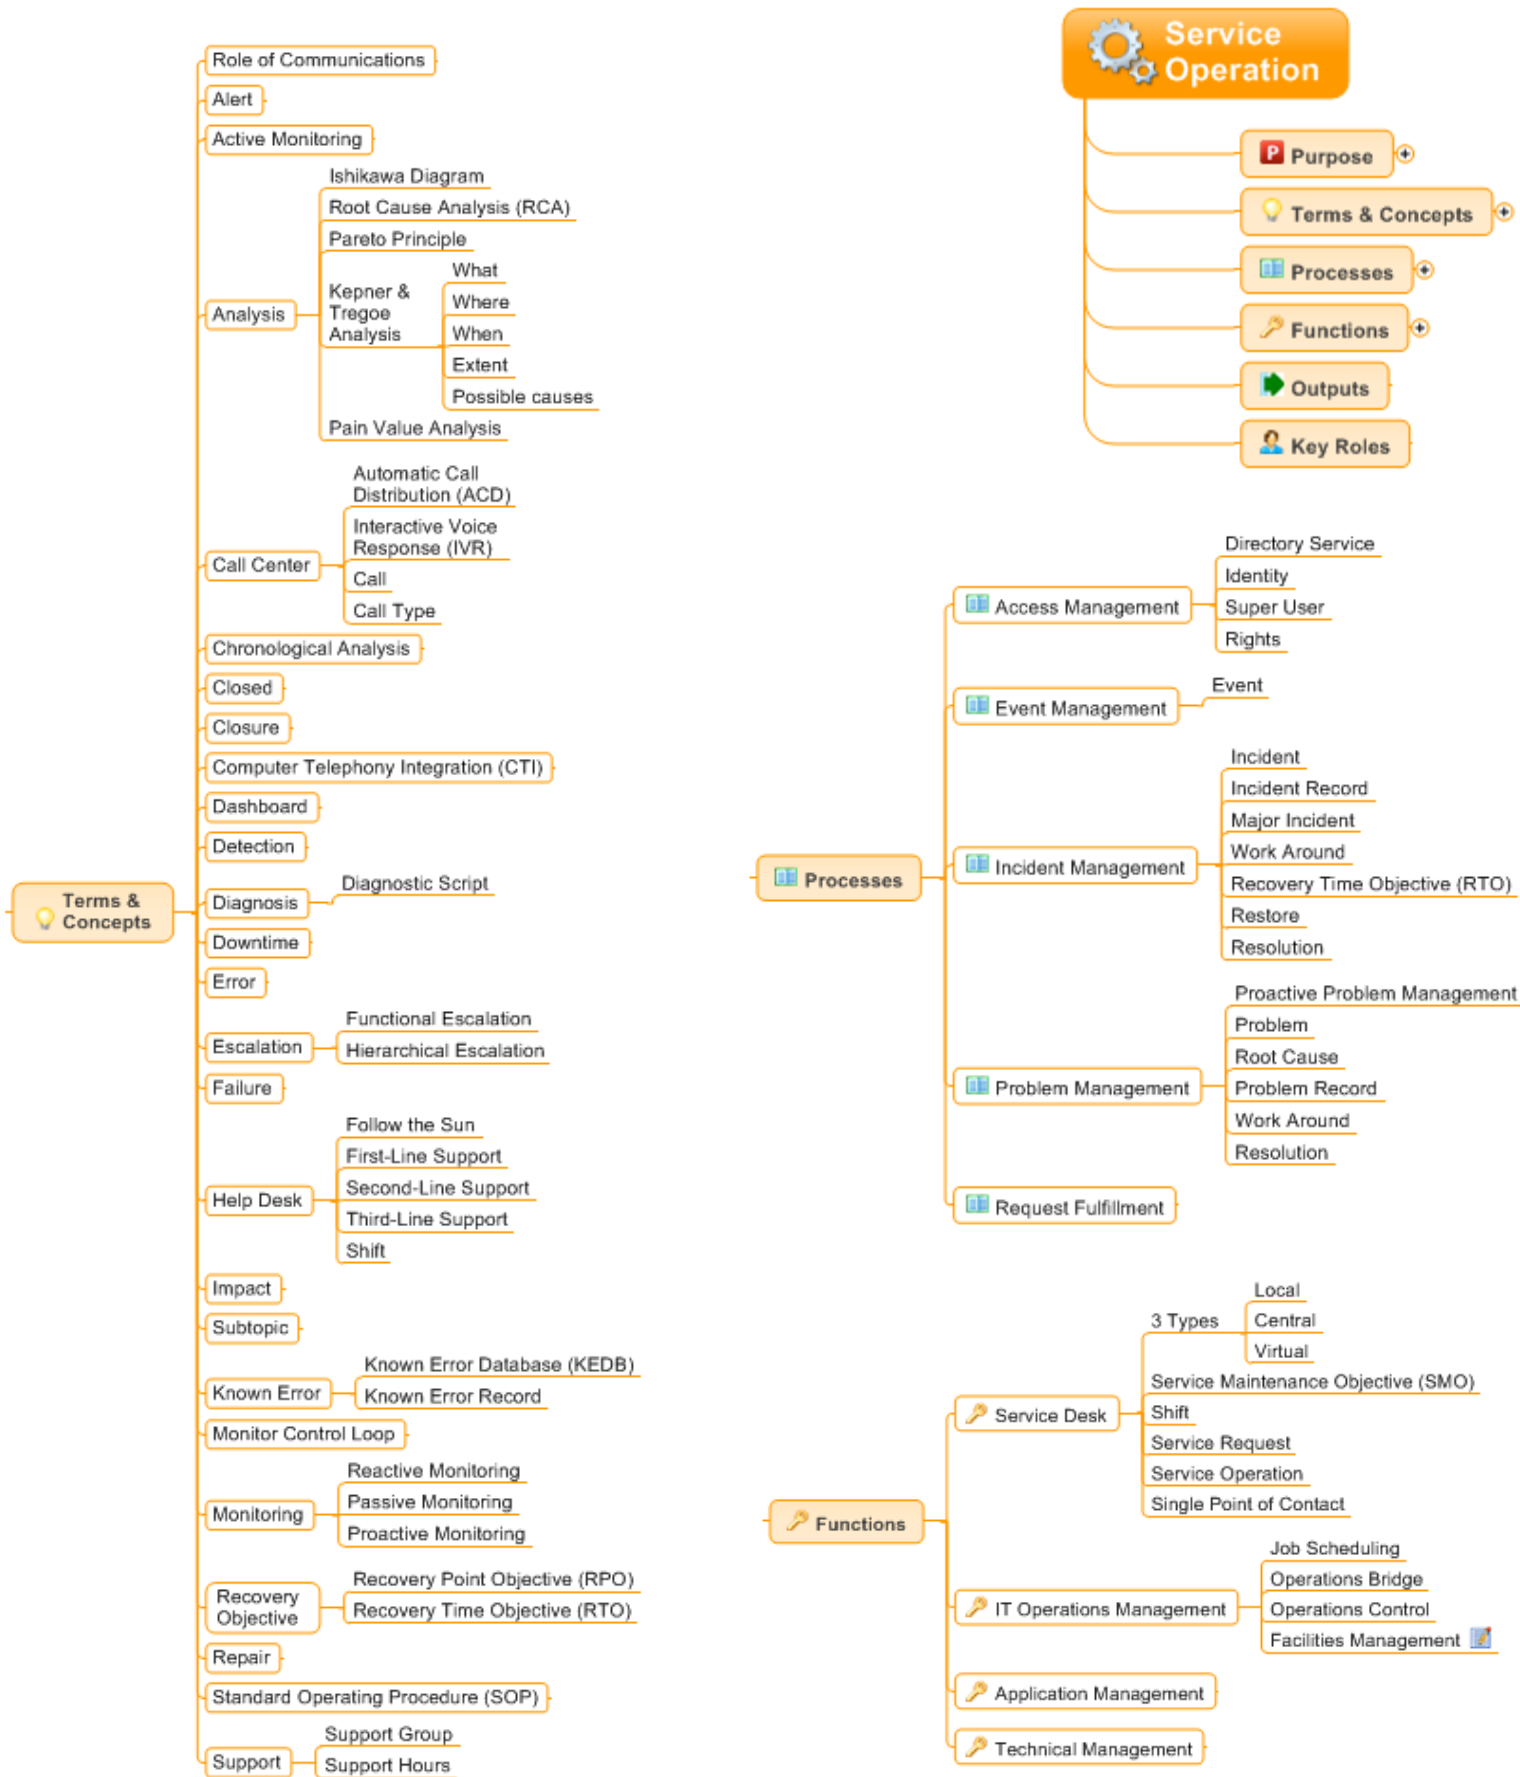 Role of Communications
Alert
Active Monitoring
Analysis
Ishikawa Diagram
Root Cause Analysis (RCA)
Pareto Principle
Kepner &
Tregoe
Analysis
What
Where
When
Extent
Possible causes
Pain Value Analysis
Call Center
Automatic Call
Distribution (ACD)
Interactive Voice
Response (IVR)
Call
Call Type
Chronological Analysis
Closed
Closure
Computer Telephony Integration (CTI)
Dashboard
Detection
Terms &
Concepts
Diagnosis
Diagnostic Script
Downtime
Error
Escalation
Functional Escalation
Hierarchical Escalation
Failure
Help Desk
Follow the Sun
First-Line Support
Second-Line Support
Third-Line Support
Shift
Impact
Subtopic
Known Error
Known Error Database (KEDB)
Known Error Record
Monitor Control Loop
Monitoring
Reactive Monitoring
Passive Monitoring
Proactive Monitoring
Recovery
Objective
Recovery Point Objective (RPO)
Recovery Time Objective (RTO)
Repair
Standard Operating Procedure (SOP)
Support
Support Group
Support Hours
Service
Operation
P Purpose
Terms & Concepts
Processes
Functions
Outputs
Key Roles
Processes
Access Management
Directory Service
Identity
Super User
Rights
Event Management
Event
Incident Management
Incident
Incident Record
Major Incident
Work Around
Recovery Time Objective (RTO)
Restore
Resolution
Problem Management
Proactive Problem Management
Problem
Root Cause
Problem Record
Work Around
Resolution
Request Fulfillment
Functions
Service Desk
3 Types
Local
Central
Virtual
Service Maintenance Objective (SMO)
Shift
Service Request
Service Operation
Single Point of Contact
IT Operations Management
Job Scheduling
Operations Bridge
Operations Control
Facilities Management
Application Management
Technical Management